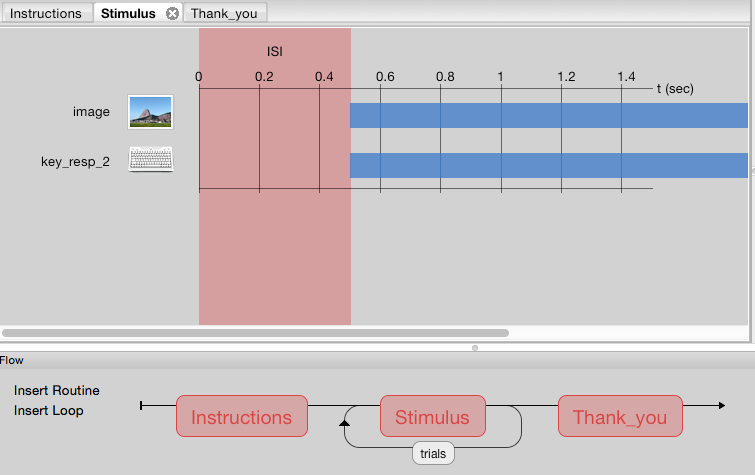 Instructions
Stimulus
Thank_you
ISI
0 0.2 0.4 0.6 0.8 1 1.2 1.4
t (sec)
image
key_resp_2
Flow
Insert Routine
Insert Loop
Instructions
Stimulus
Thank_you
trials